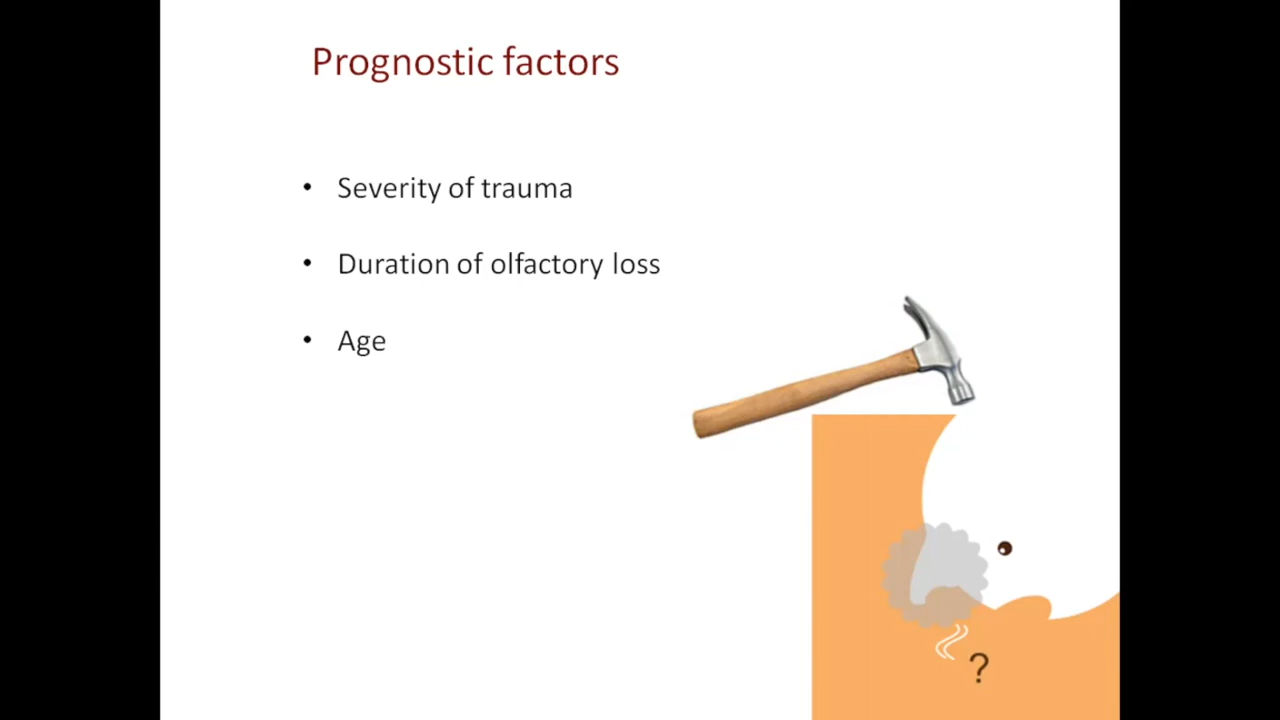 Prognostic factors
• Severity of trauma
• Duration of olfactory loss
• Age
?